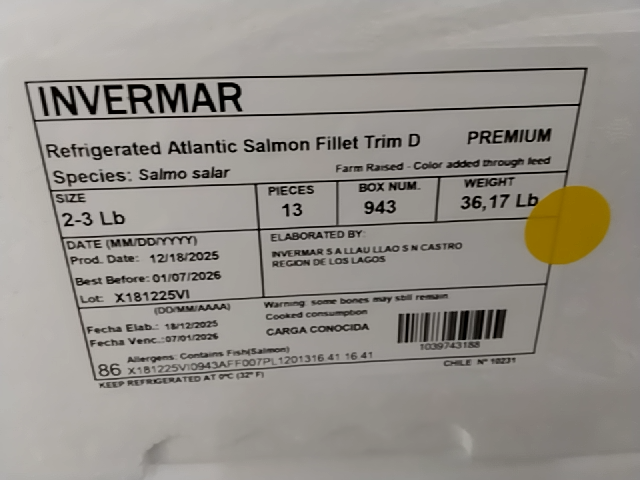 INVERMAR
Refrigerated Atlantic Salmon Fillet Trim D PREMIUM
Species: Salmo salar Farm Raised - Color added through feed
SIZE PIECES BOX NUM. WEIGHT
2-3 Lb 13 943 36,17 Lb
DATE (MM/DD/YYYY) ELABORATED BY:
Prod. Date: 12/18/2025 INVERMAR S A LLAU LLAO S N CASTRO
Best Before: 01/07/2026 REGION DE LOS LAGOS
Lot: X181225VI
(DO/MM/AAAA) Warning: some bones may still remain
Fecha Elab.: 18/12/2025 Cooked consumption
Fecha Venc.:07/01/2026 CARGA CONOCIDA
1039743188
Allergens: Contains Fish(Salmon)
86 X181225VI0943AFF007PL1201316.41 16.41
KEEP REFRIGERATED AT 0ºC (32º F) CHILE Nº 10231